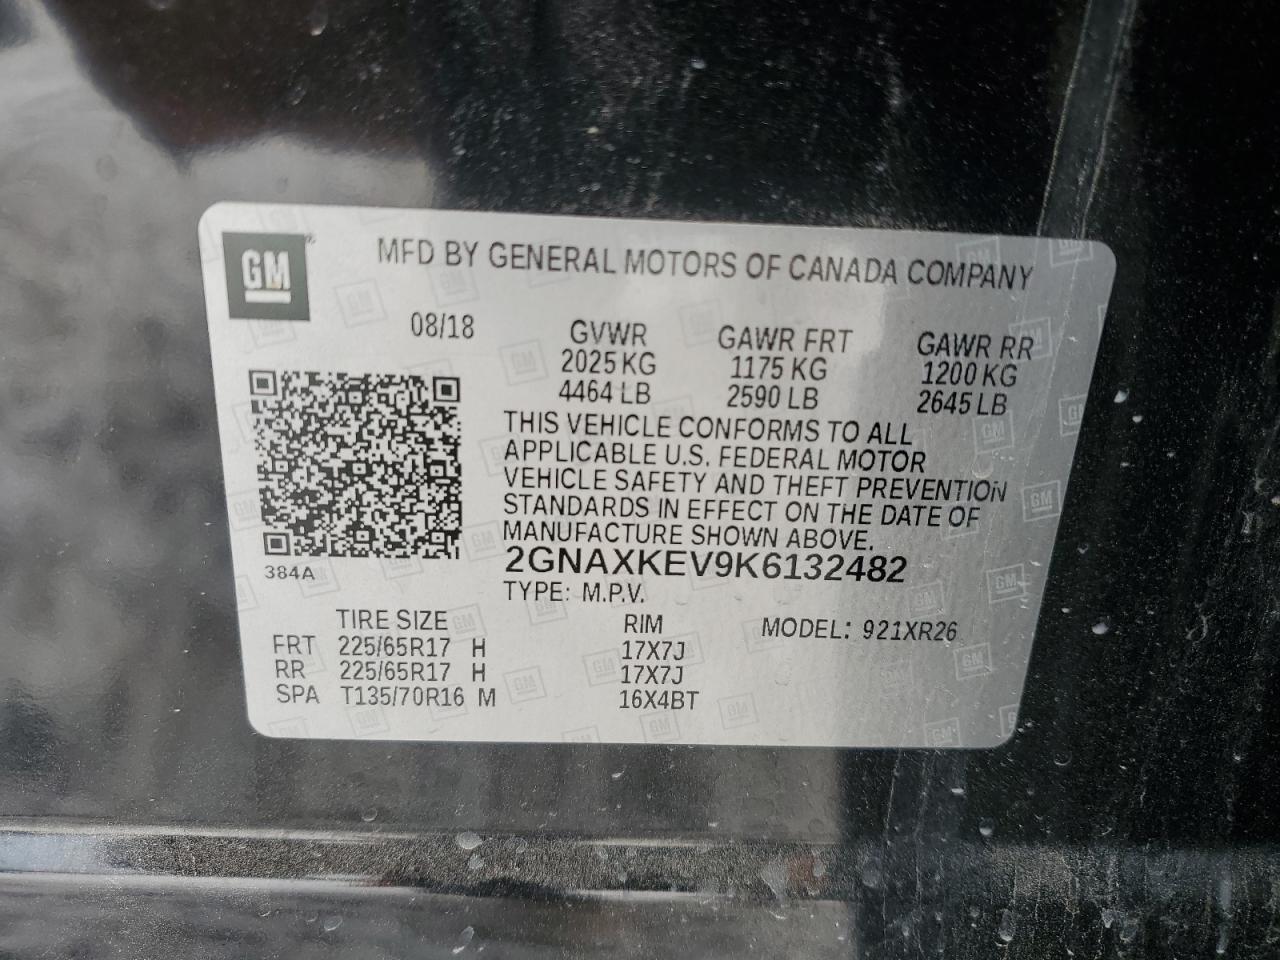 GM ® MFD BY GENERAL MOTORS OF CANADA COMPANY
08/18
GVWR
2025 KG
4464 LB
GAWR FRT
1175 KG
2590 LB
GAWR RR
1200 KG
2645 LB
THIS VEHICLE CONFORMS TO ALL
APPLICABLE U.S. FEDERAL MOTOR
VEHICLE SAFETY AND THEFT PREVENTION
STANDARDS IN EFFECT ON THE DATE OF
MANUFACTURE SHOWN ABOVE.
384A
2GNAXKEV9K6132482
TYPE: M.P.V.
TIRE SIZE RIM MODEL: 921XR26
FRT 225/65R17 H 17X7J
RR 225/65R17 H 17X7J
SPA T135/70R16 M 16X4BT